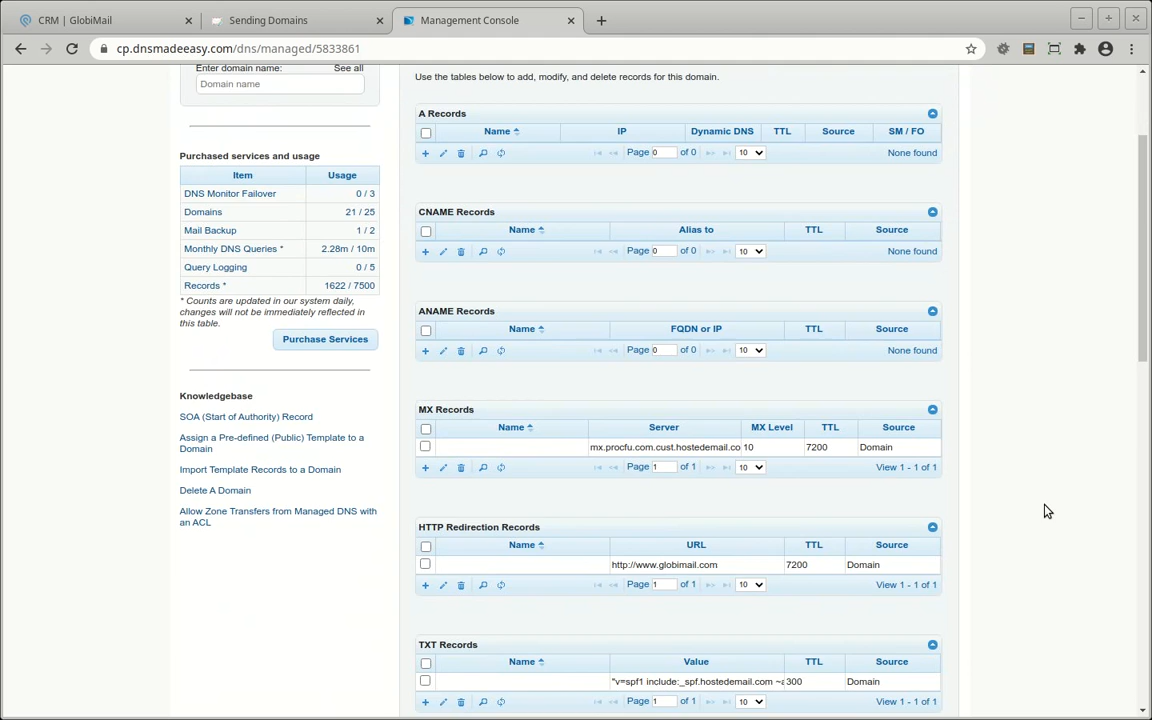 CRM | GlobiMail
Sending Domains
Management Console
cp.dnsmadeeasy.com/dns/managed/5833861
Enter domain name: See all
Domain name
Purchased services and usage
Item Usage
DNS Monitor Failover 0 / 3
Domains 21 / 25
Mail Backup 1 / 2
Monthly DNS Queries * 2.28m / 10m
Query Logging 0 / 5
Records * 1622 / 7500
* Counts are updated in our system daily,
changes will not be immediately reflected in
this table.
Purchase Services
Knowledgebase
SOA (Start of Authority) Record
Assign a Pre-defined (Public) Template to a
Domain
Import Template Records to a Domain
Delete A Domain
Allow Zone Transfers from Managed DNS with
an ACL
Use the tables below to add, modify, and delete records for this domain.
A Records
Name IP Dynamic DNS TTL Source SM / FO
Page 0 of 0 10 None found
CNAME Records
Name Alias to TTL Source
Page 0 of 0 10 None found
ANAME Records
Name FQDN or IP TTL Source
Page 0 of 0 10 None found
MX Records
Name Server MX Level TTL Source
mx.procfu.com.cust.hostedemail.co 10 7200 Domain
Page 1 of 1 10 View 1 - 1 of 1
HTTP Redirection Records
Name URL TTL Source
http://www.globimail.com 7200 Domain
Page 1 of 1 10 View 1 - 1 of 1
TXT Records
Name Value TTL Source
"v=spf1 include:_spf.hostedemail.com ~a 300 Domain
Page 1 of 1 10 View 1 - 1 of 1